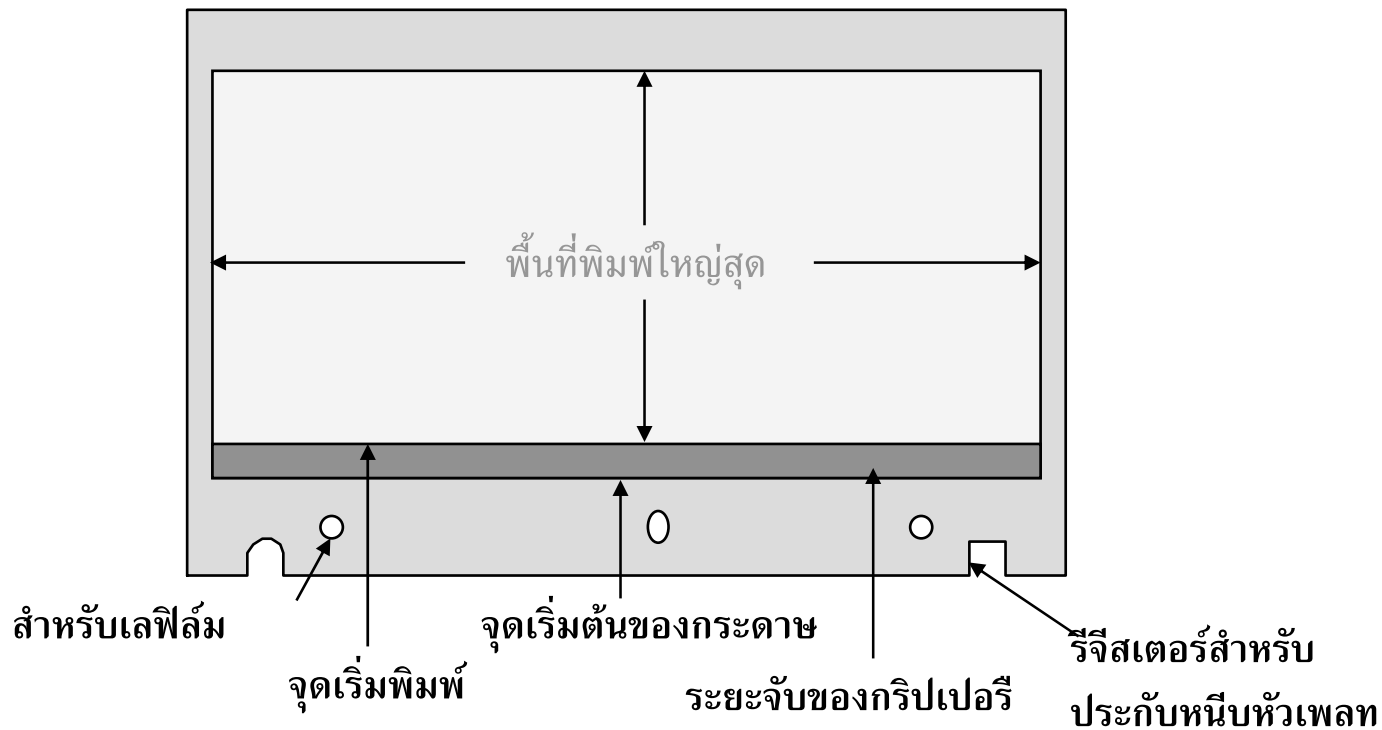 พื้นที่พิมพ์ใหญ่สุด
สำหรับเลฟิล์ม
จุดเริ่มต้นของกระดาษ
จุดเริ่มพิมพ์
ระยะจับของกริปเปอรื
รีจีสเตอร์สำหรับ
ประกับหนีบหัวเพลท